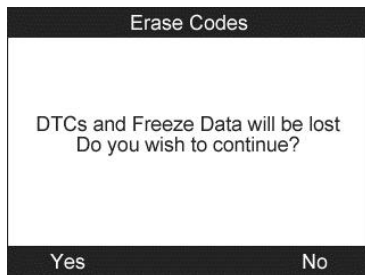 Erase Codes
DTCs and Freeze Data will be lost
Do you wish to continue?
Yes No